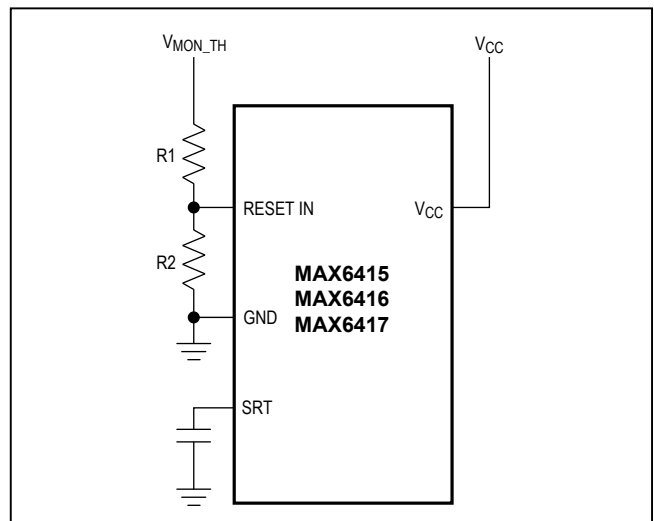 V_MON_TH
V_CC
R1
RESET IN
V_CC
R2
MAX6415
MAX6416
MAX6417
GND
SRT